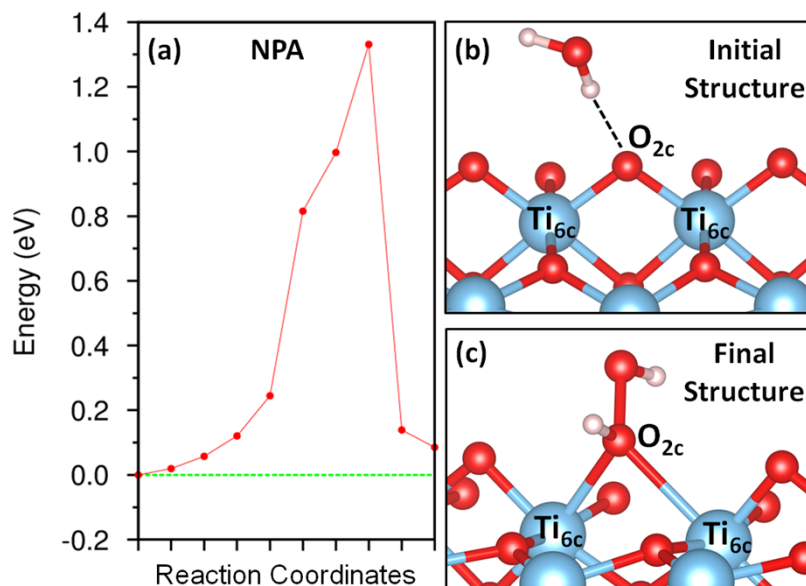 (a)
NPA
Energy (eV)
1.4
1.2
1.0
0.8
0.6
0.4
0.2
0.0
-0.2
Reaction Coordinates
(b)
Initial
Structure
O2c
Ti6c
Ti6c
(c)
Final
Structure
O2c
Ti6c
Ti6c